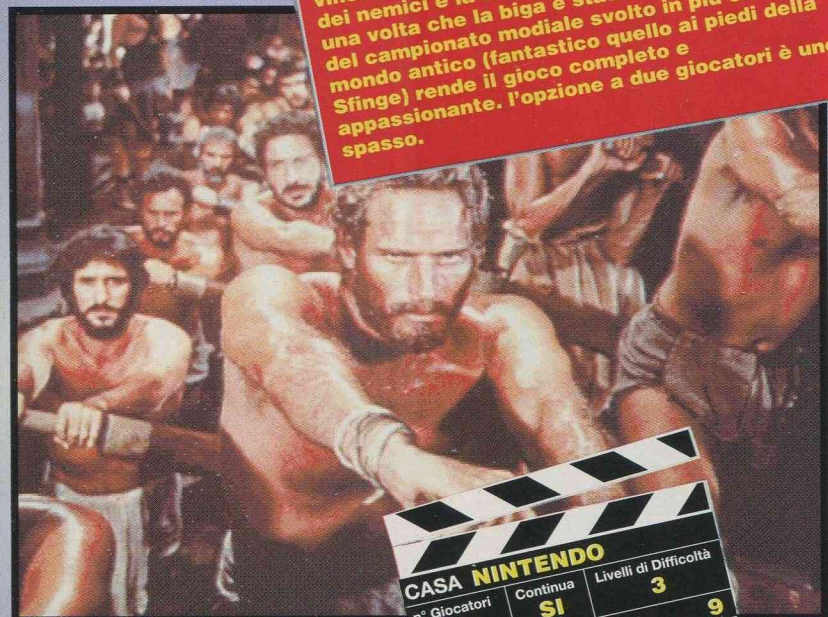 dei nemici e la
una volta che la biga è
del campionato modiale svolto in più
mondo antico (fantastico quello ai piedi della
Sfinge) rende il gioco completo e
appassionante. l'opzione a due giocatori è uno
spasso.
CASA NINTENDO
n° Giocatori
Continua
SI
Livelli di Difficoltà
3
9